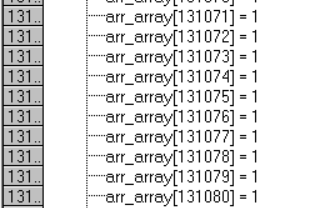 131.. arr_array[131071] = 1
131.. arr_array[131072] = 1
131.. arr_array[131073] = 1
131.. arr_array[131074] = 1
131.. arr_array[131075] = 1
131.. arr_array[131076] = 1
131.. arr_array[131077] = 1
131.. arr_array[131078] = 1
131.. arr_array[131079] = 1
131.. arr_array[131080] = 1